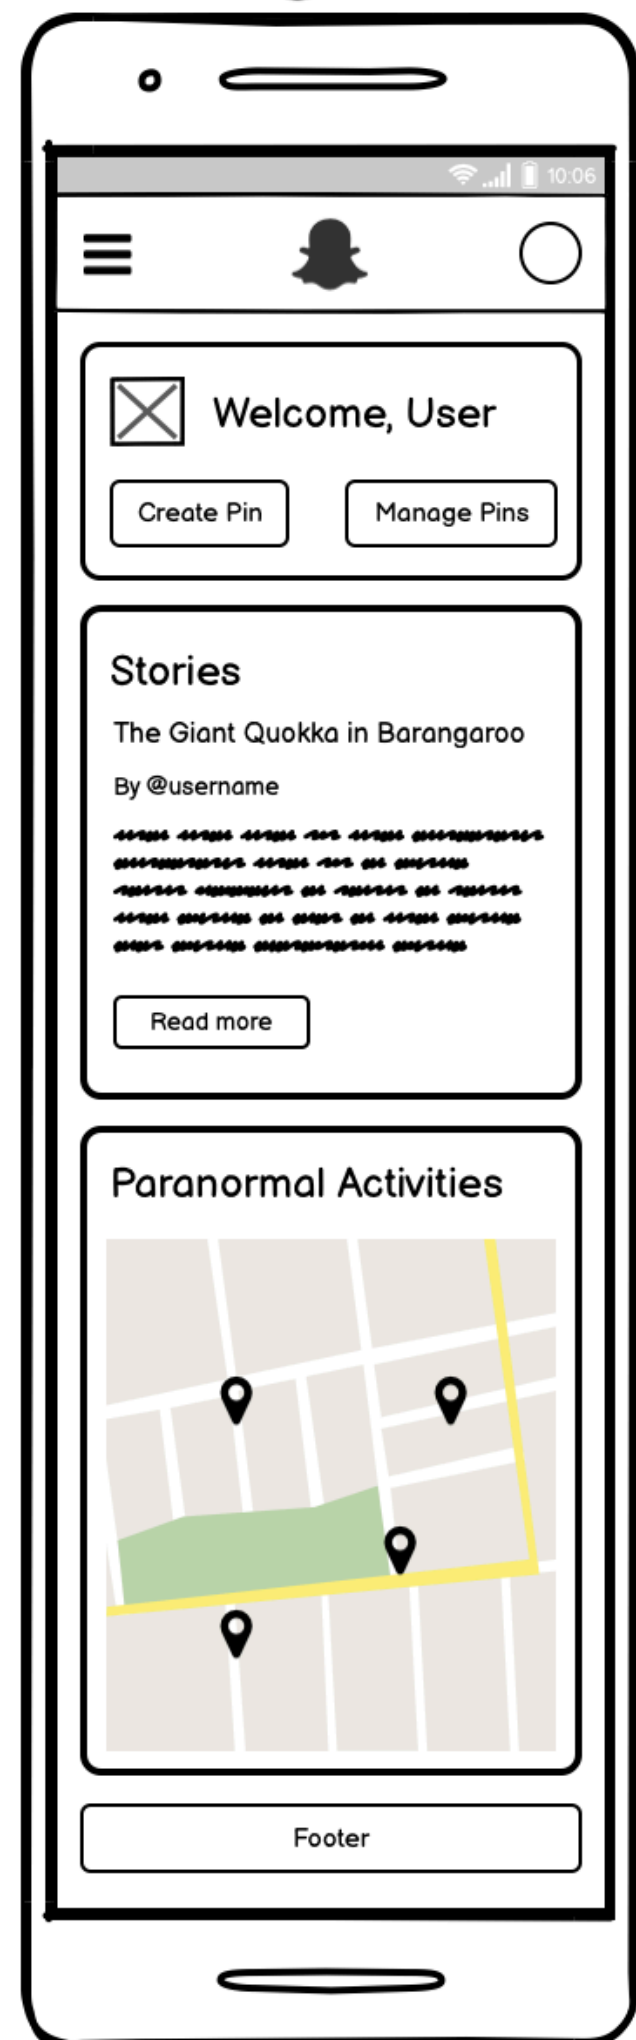 10:06
Welcome, User
Create Pin
Manage Pins
Stories
The Giant Quokka in Barangaroo
By @username
Read more
Paranormal Activities
Footer